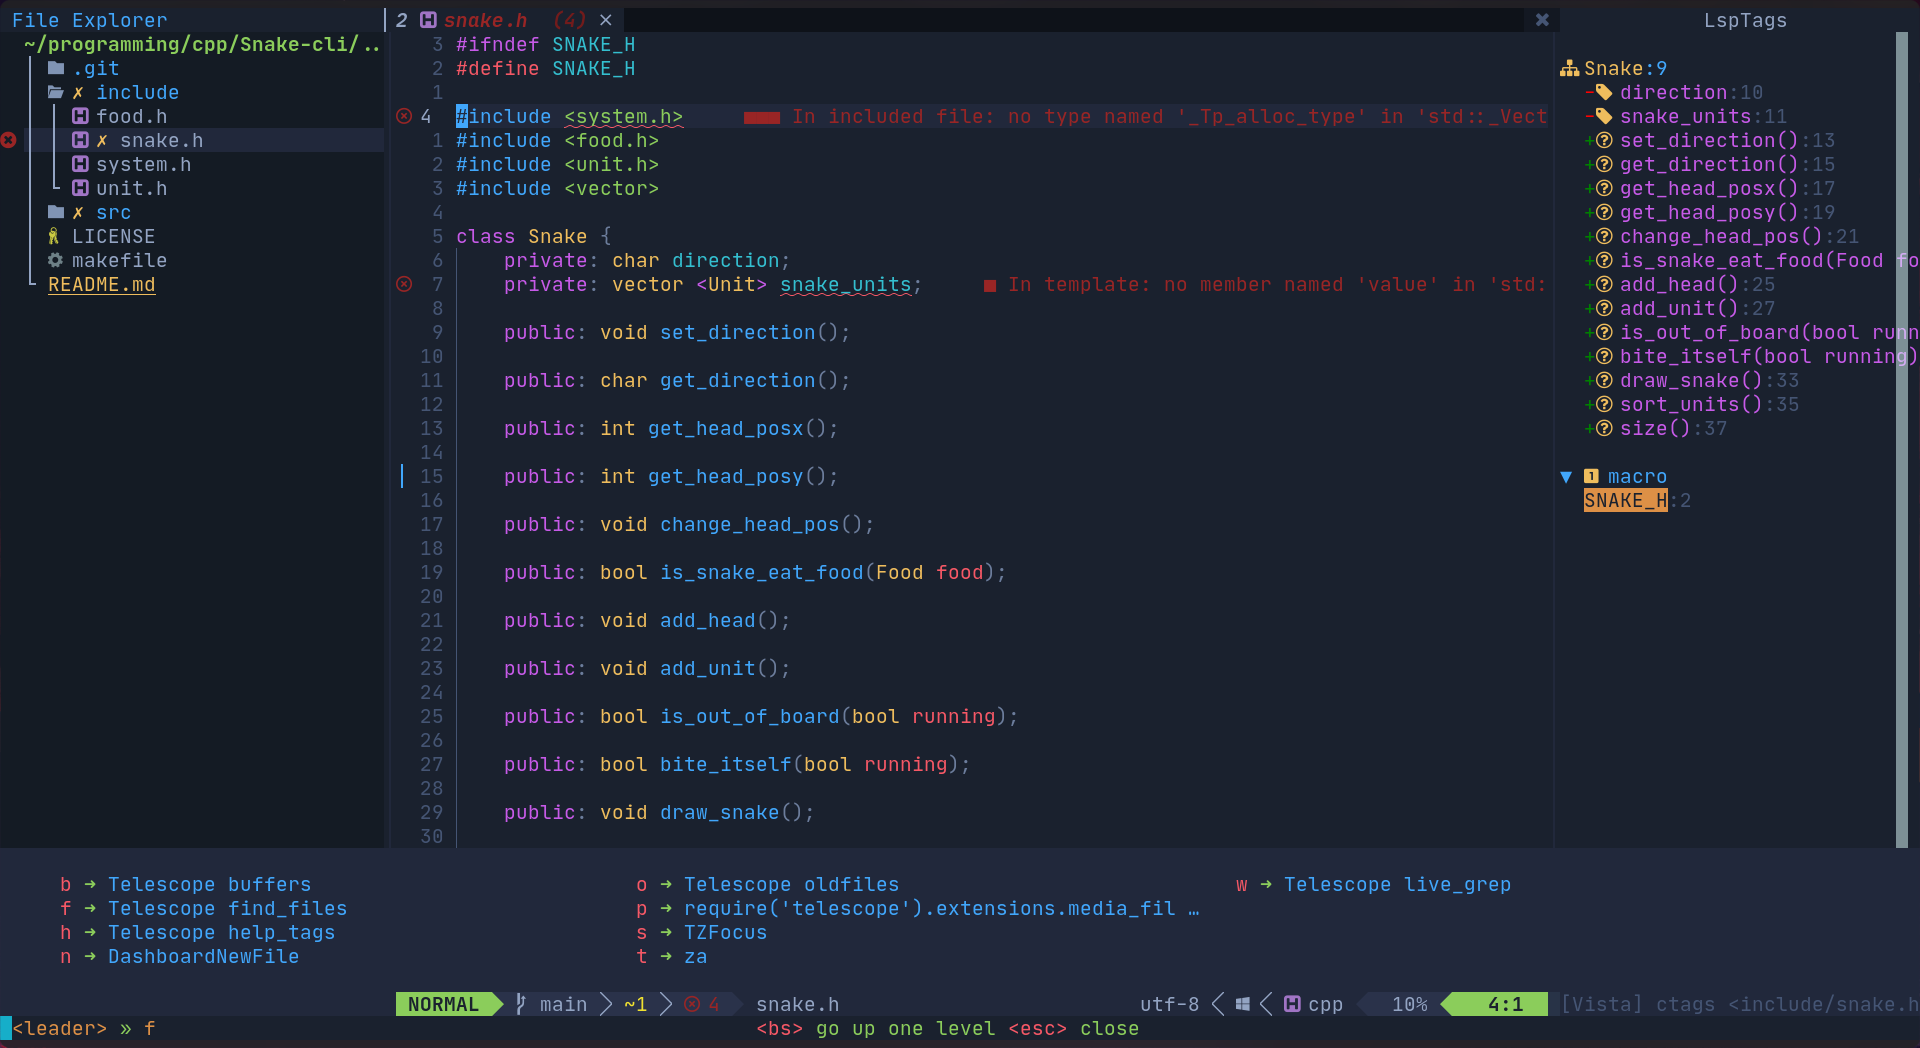 File Explorer
~/programming/cpp/Snake-cli/..
.git
✗ include
food.h
✗ snake.h
system.h
unit.h
✗ src
LICENSE
makefile
README.md
2 snake.h (4) ×
3 #ifndef SNAKE_H
2 #define SNAKE_H
1
4 #include <system.h> In included file: no type named '_Tp_alloc_type' in 'std::_Vect
1 #include <food.h>
2 #include <unit.h>
3 #include <vector>
4
5 class Snake {
6 private: char direction;
7 private: vector <Unit> snake_units; In template: no member named 'value' in 'std:
8
9 public: void set_direction();
10
11 public: char get_direction();
12
13 public: int get_head_posx();
14
15 public: int get_head_posy();
16
17 public: void change_head_pos();
18
19 public: bool is_snake_eat_food(Food food);
20
21 public: void add_head();
22
23 public: void add_unit();
24
25 public: bool is_out_of_board(bool running);
26
27 public: bool bite_itself(bool running);
28
29 public: void draw_snake();
30
LspTags
Snake:9
-direction:10
-snake_units:11
+set_direction():13
+get_direction():15
+get_head_posx():17
+get_head_posy():19
+change_head_pos():21
+is_snake_eat_food(Food fo
+add_head():25
+add_unit():27
+is_out_of_board(bool runn
+bite_itself(bool running)
+draw_snake():33
+sort_units():35
+size():37
▼ 1 macro
SNAKE_H:2
b → Telescope buffers
f → Telescope find_files
h → Telescope help_tags
n → DashboardNewFile
o → Telescope oldfiles
p → require('telescope').extensions.media_fil …
s → TZFocus
t → za
w → Telescope live_grep
NORMAL main ~1 4 snake.h utf-8 cpp 10% 4:1 [Vista] ctags <include/snake.h
<leader> » f <bs> go up one level <esc> close